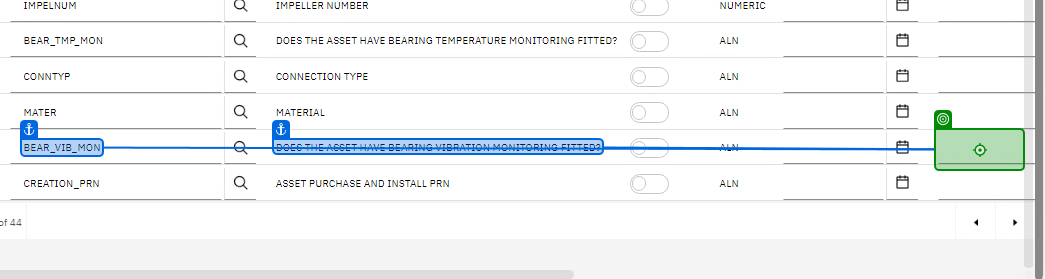 IMPELNUM IMPELLER NUMBER NUMERIC
BEAR_TMP_MON DOES THE ASSET HAVE BEARING TEMPERATURE MONITORING FITTED? ALN
CONNTYP CONNECTION TYPE ALN
MATER MATERIAL ALN
BEAR_VIB_MON DOES THE ASSET HAVE BEARING VIBRATION MONITORING FITTED? ALN
CREATION_PRN ASSET PURCHASE AND INSTALL PRN ALN
of 44